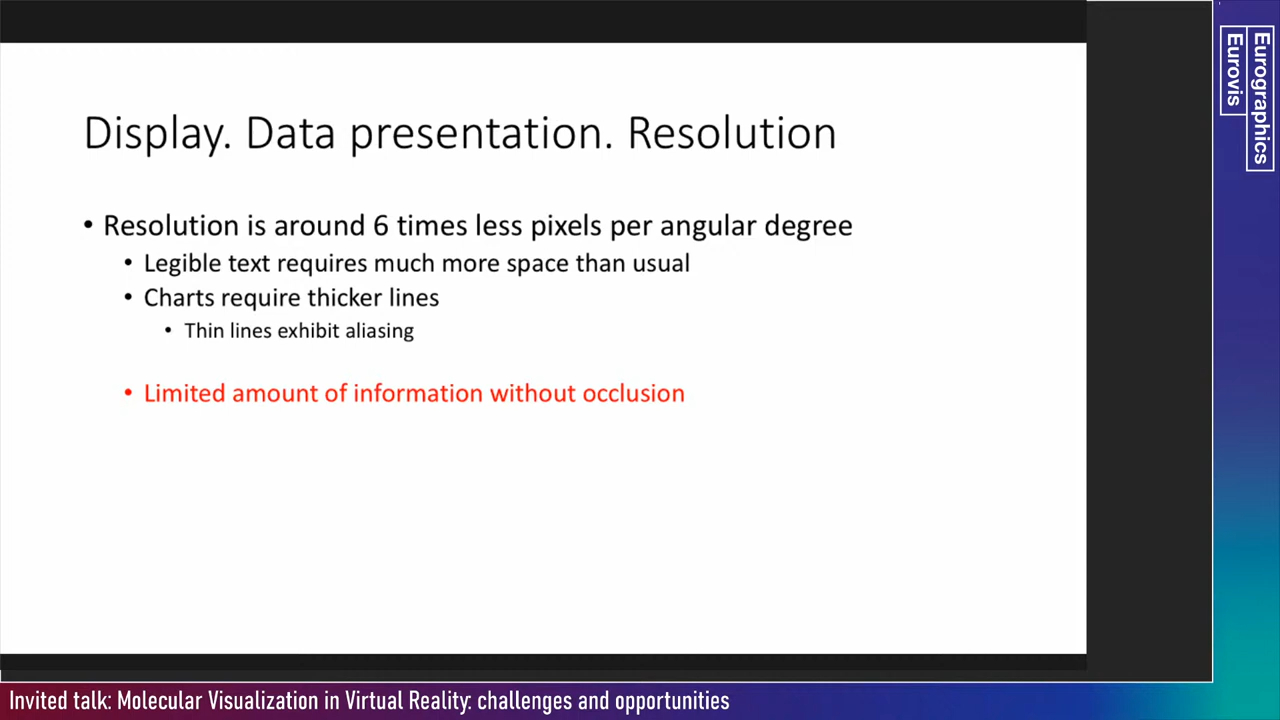 Display. Data presentation. Resolution
• Resolution is around 6 times less pixels per angular degree
• Legible text requires much more space than usual
• Charts require thicker lines
• Thin lines exhibit aliasing
• Limited amount of information without occlusion
Eurographics
Eurovis
Invited talk: Molecular Visualization in Virtual Reality: challenges and opportunities